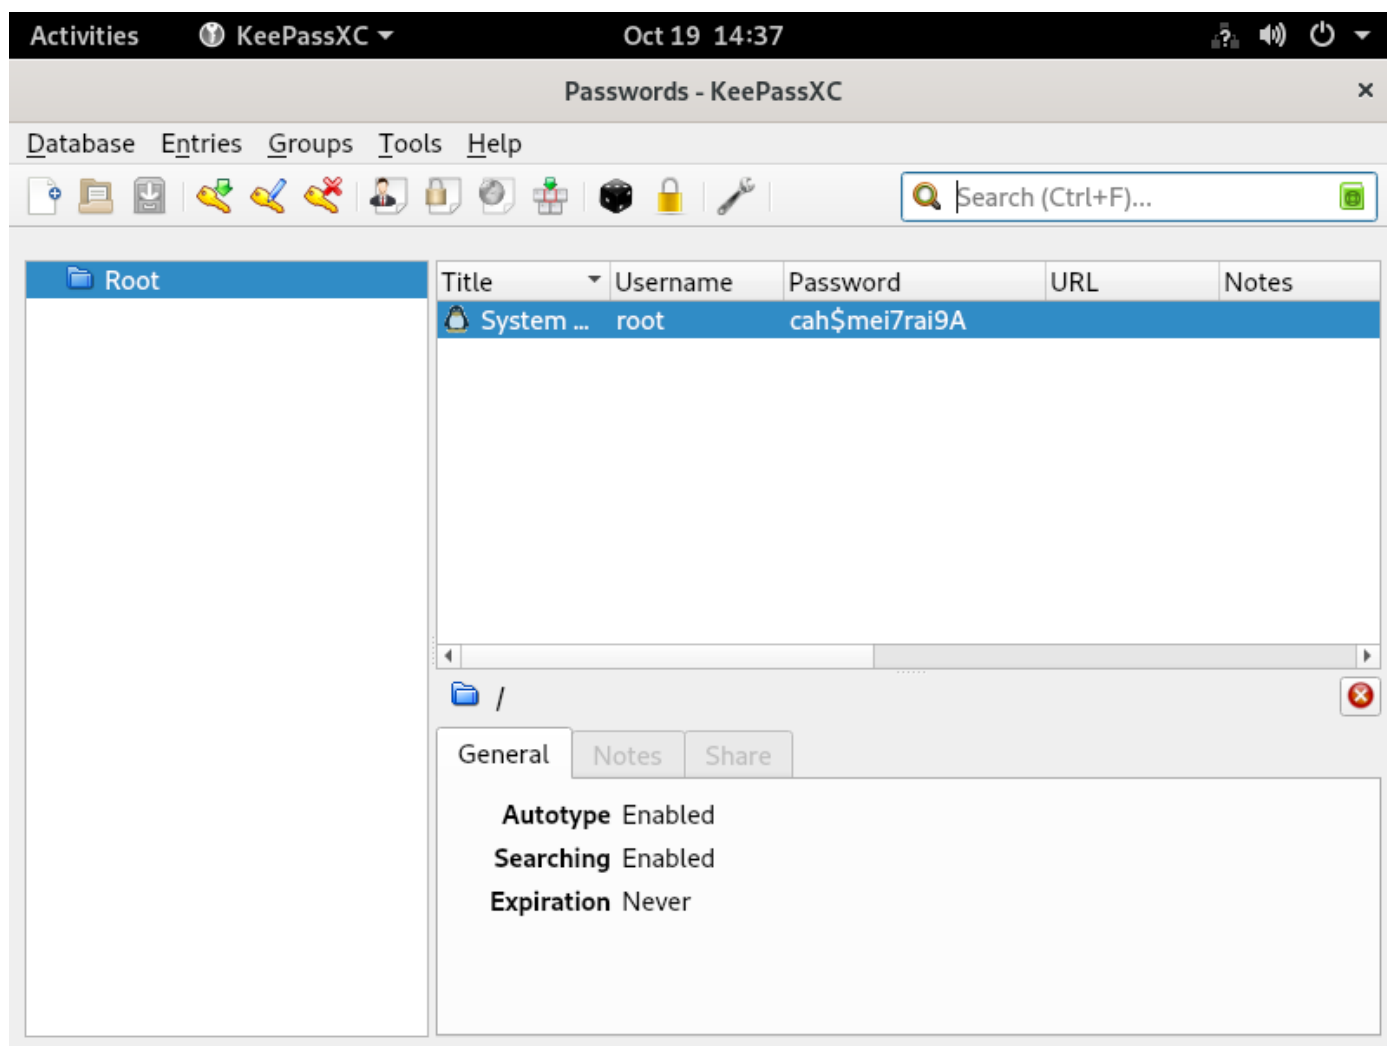 Activities KeePassXC Oct 19 14:37 ?
Passwords - KeePassXC ×
Database Entries Groups Tools Help
Search (Ctrl+F)...
Root
Title Username Password URL Notes
System ... root cah$mei7rai9A
/
General Notes Share
Autotype Enabled
Searching Enabled
Expiration Never